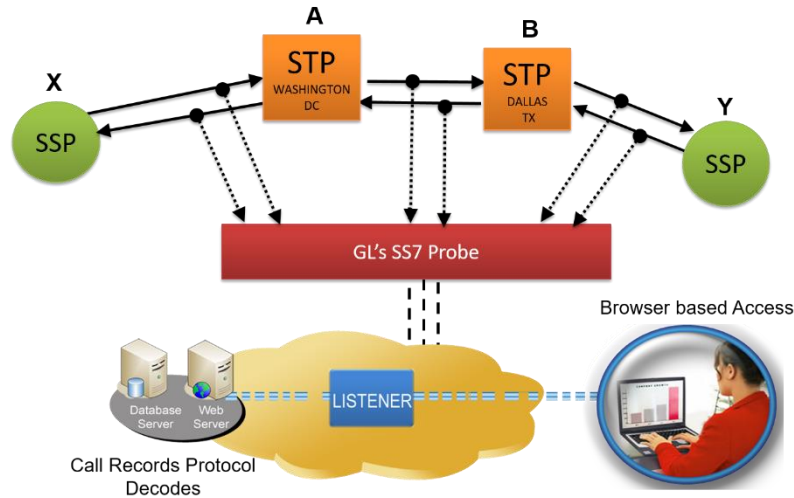 A
B
X
STP
WASHINGTON
DC
STP
DALLAS
TX
Y
SSP
SSP
GL's SS7 Probe
Browser based Access
Database
Server
Web
Server
LISTENER
Call Records Protocol
Decodes